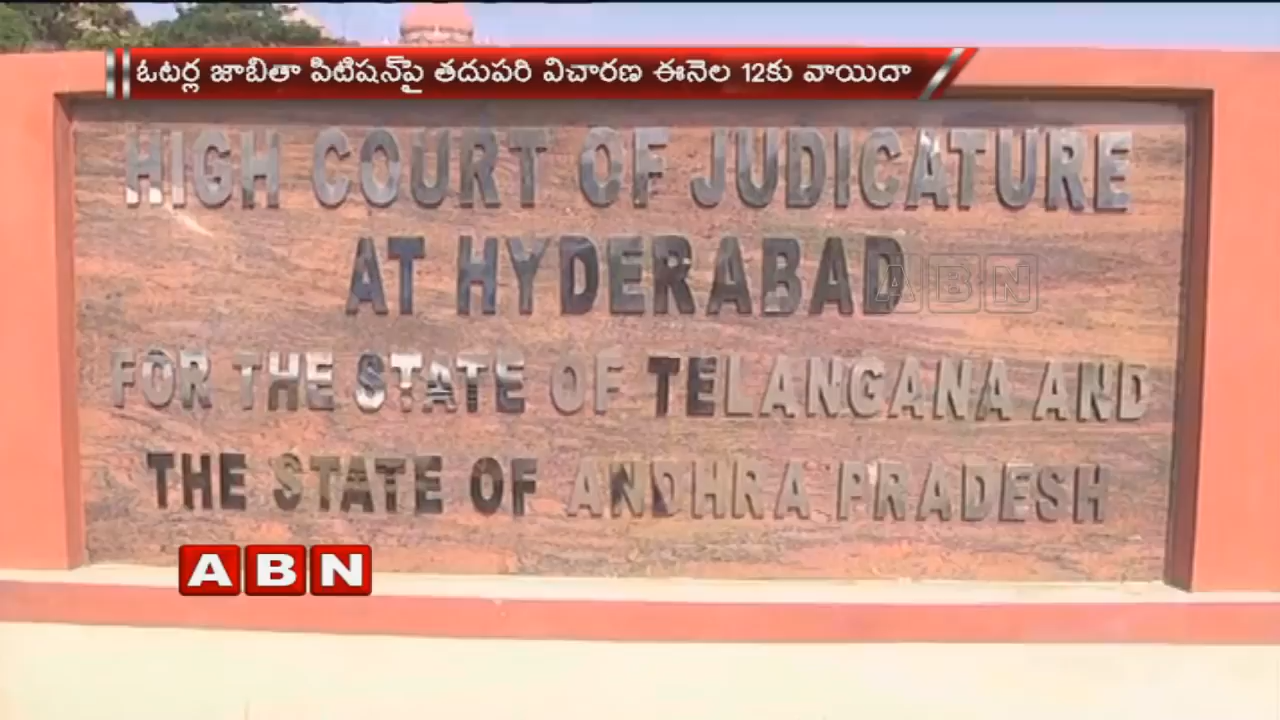 ఓటర్ల జాబితా పిటిషన్‌పై తదుపరి విచారణ ఈనెల 12కు వాయిదా
HIGH COURT OF JUDICATURE
AT HYDERABAD
ABN
FOR THE STATE OF TELANGANA AND
THE STATE OF ANDHRA PRADESH
ABN